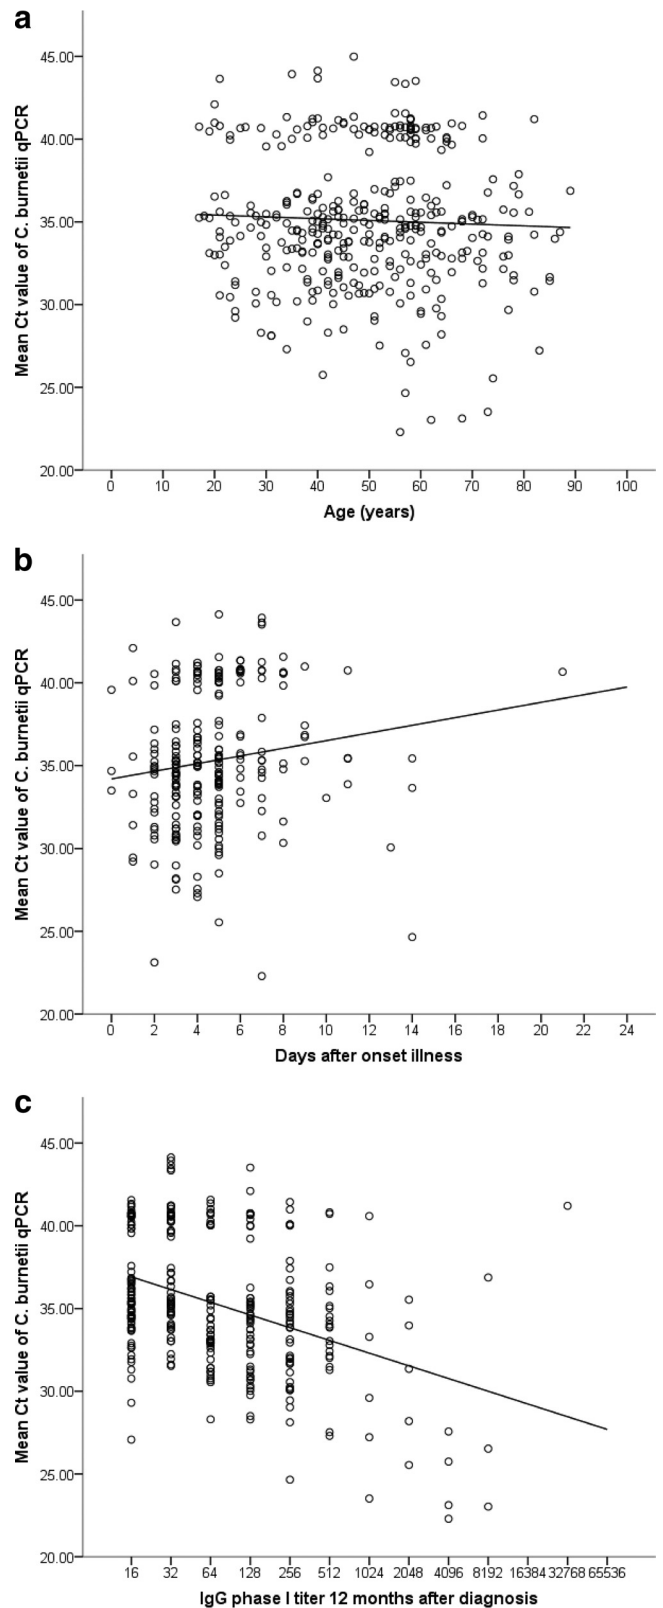 a
Mean Ct value of C. burnetii qPCR
45.00
40.00
35.00
30.00
25.00
20.00
0 10 20 30 40 50 60 70 80 90 100
Age (years)
b
Mean Ct value of C. burnetii qPCR
45.00
40.00
35.00
30.00
25.00
20.00
0 2 4 6 8 10 12 14 16 18 20 22 24
Days after onset illness
c
Mean Ct value of C. burnetii qPCR
45.00
40.00
35.00
30.00
25.00
20.00
16 32 64 128 256 512 1024 2048 4096 8192 16384 32768 65536
IgG phase I titer 12 months after diagnosis